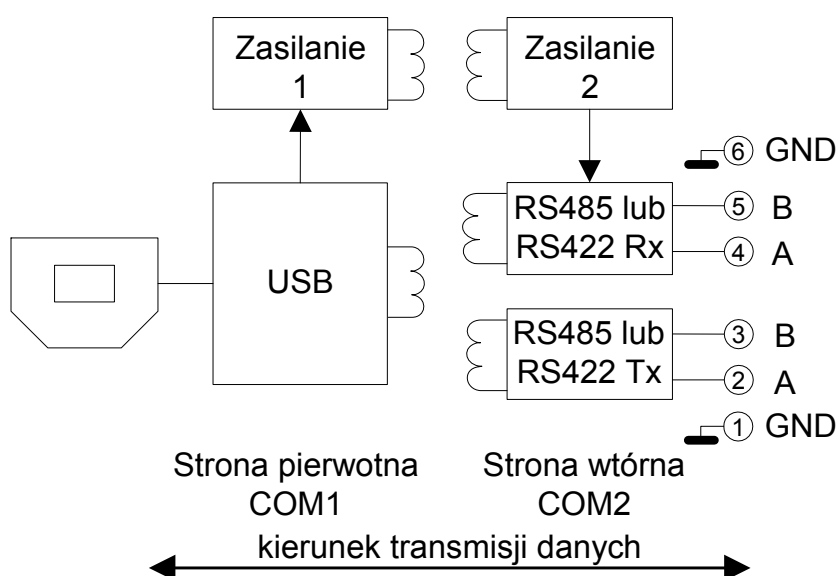 Zasilanie
1
Zasilanie
2
6 GND
RS485 lub
RS422 Rx
5 B
4 A
USB
RS485 lub
RS422 Tx
3 B
2 A
1 GND
Strona pierwotna
COM1
Strona wtórna
COM2
kierunek transmisji danych